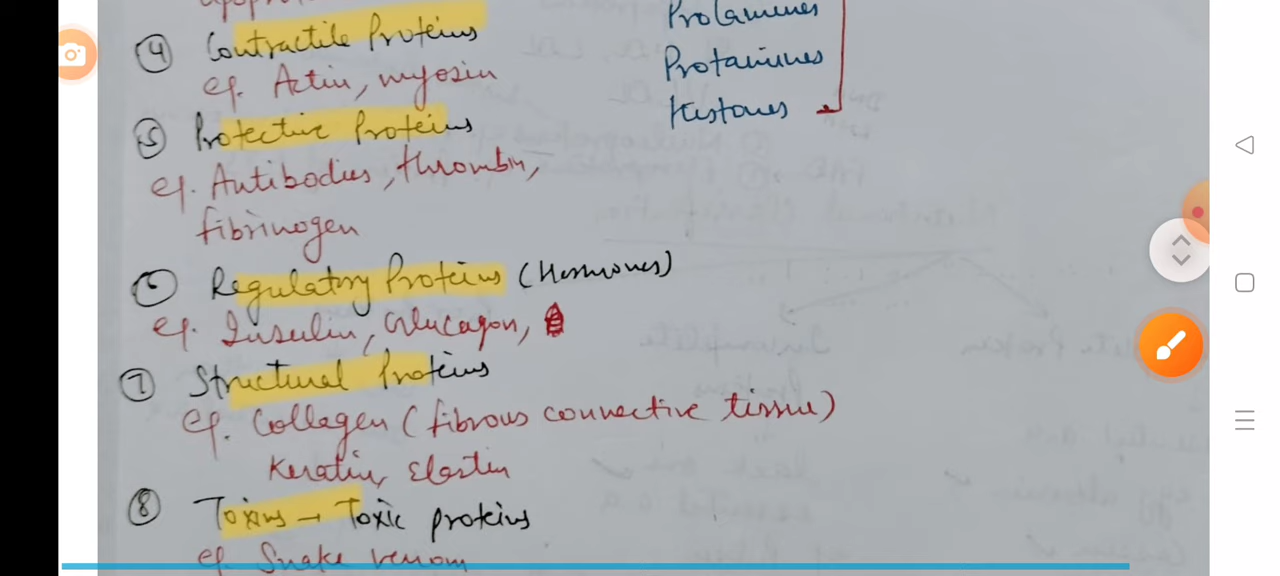 ④ Contractile Proteins
eg. Actin, myosin
⑤ Protective Proteins
eg. Antibodies, thrombin,
fibrinogen
⑥ Regulatory Proteins (Hormones)
eg. Insulin, Glucagon,
⑦ Structural Proteins
eg. Collagen (fibrous connective tissue)
Keratin, Elastin
⑧ Toxins → Toxic proteins
eg. Snake venom
Prolamines
Protamines
Histones